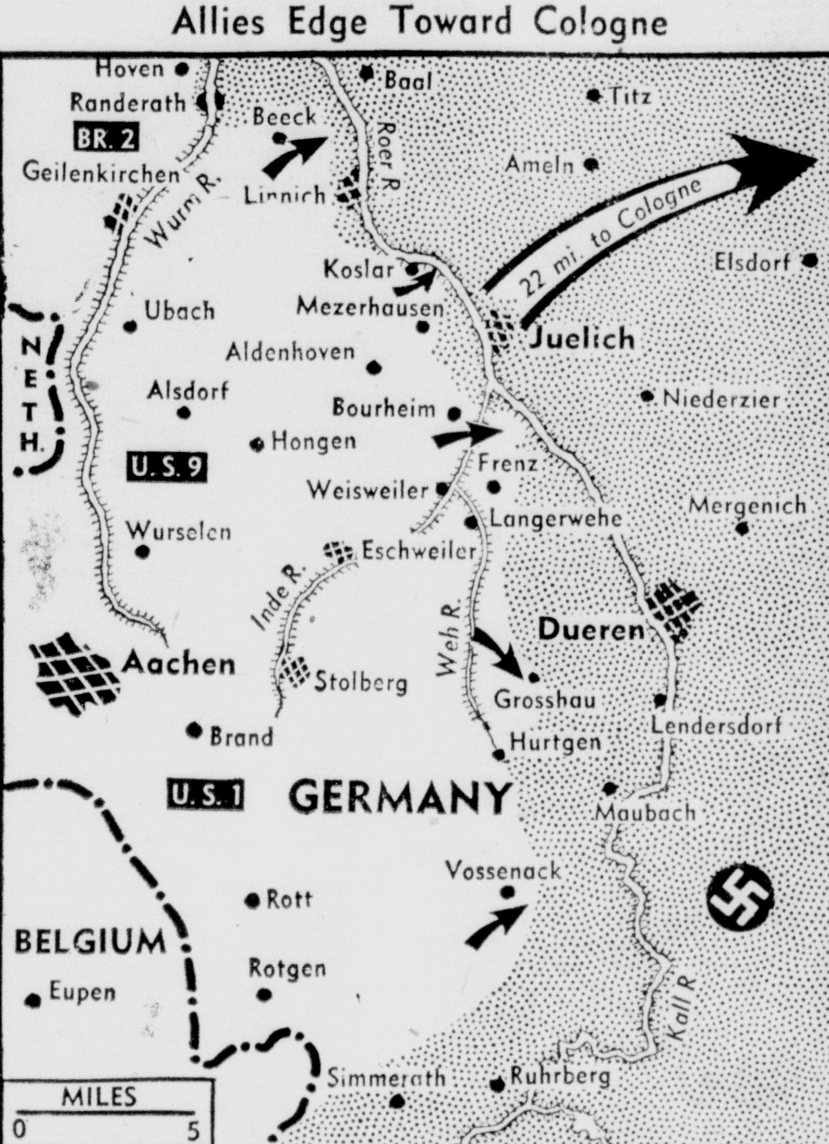 Allies Edge Toward Cologne
Hoven
Baal
Randerath
Titz
BR. 2
Beeck
Roer R
Geilenkirchen
Ameln
Wurm R.
Linnich
22 mi. to Cologne
Koslar
Elsdorf
Ubach
Mezerhausen
NETH.
Juelich
Aldenhoven
Alsdorf
Bourheim
Niederzier
Hongen
U. S. 9
Frenz
Weisweiler
Mergenich
Langerwehe
Wurselen
Eschweiler
Inde R.
Weh R.
Dueren
Aachen
Stolberg
Grosshau
Lendersdorf
Brand
Hurtgen
U. S. 1
GERMANY
Maubach
Vossenack
Rott
BELGIUM
Rotgen
Eupen
Kall R
Simmerath
Ruhrberg
MILES
0 5